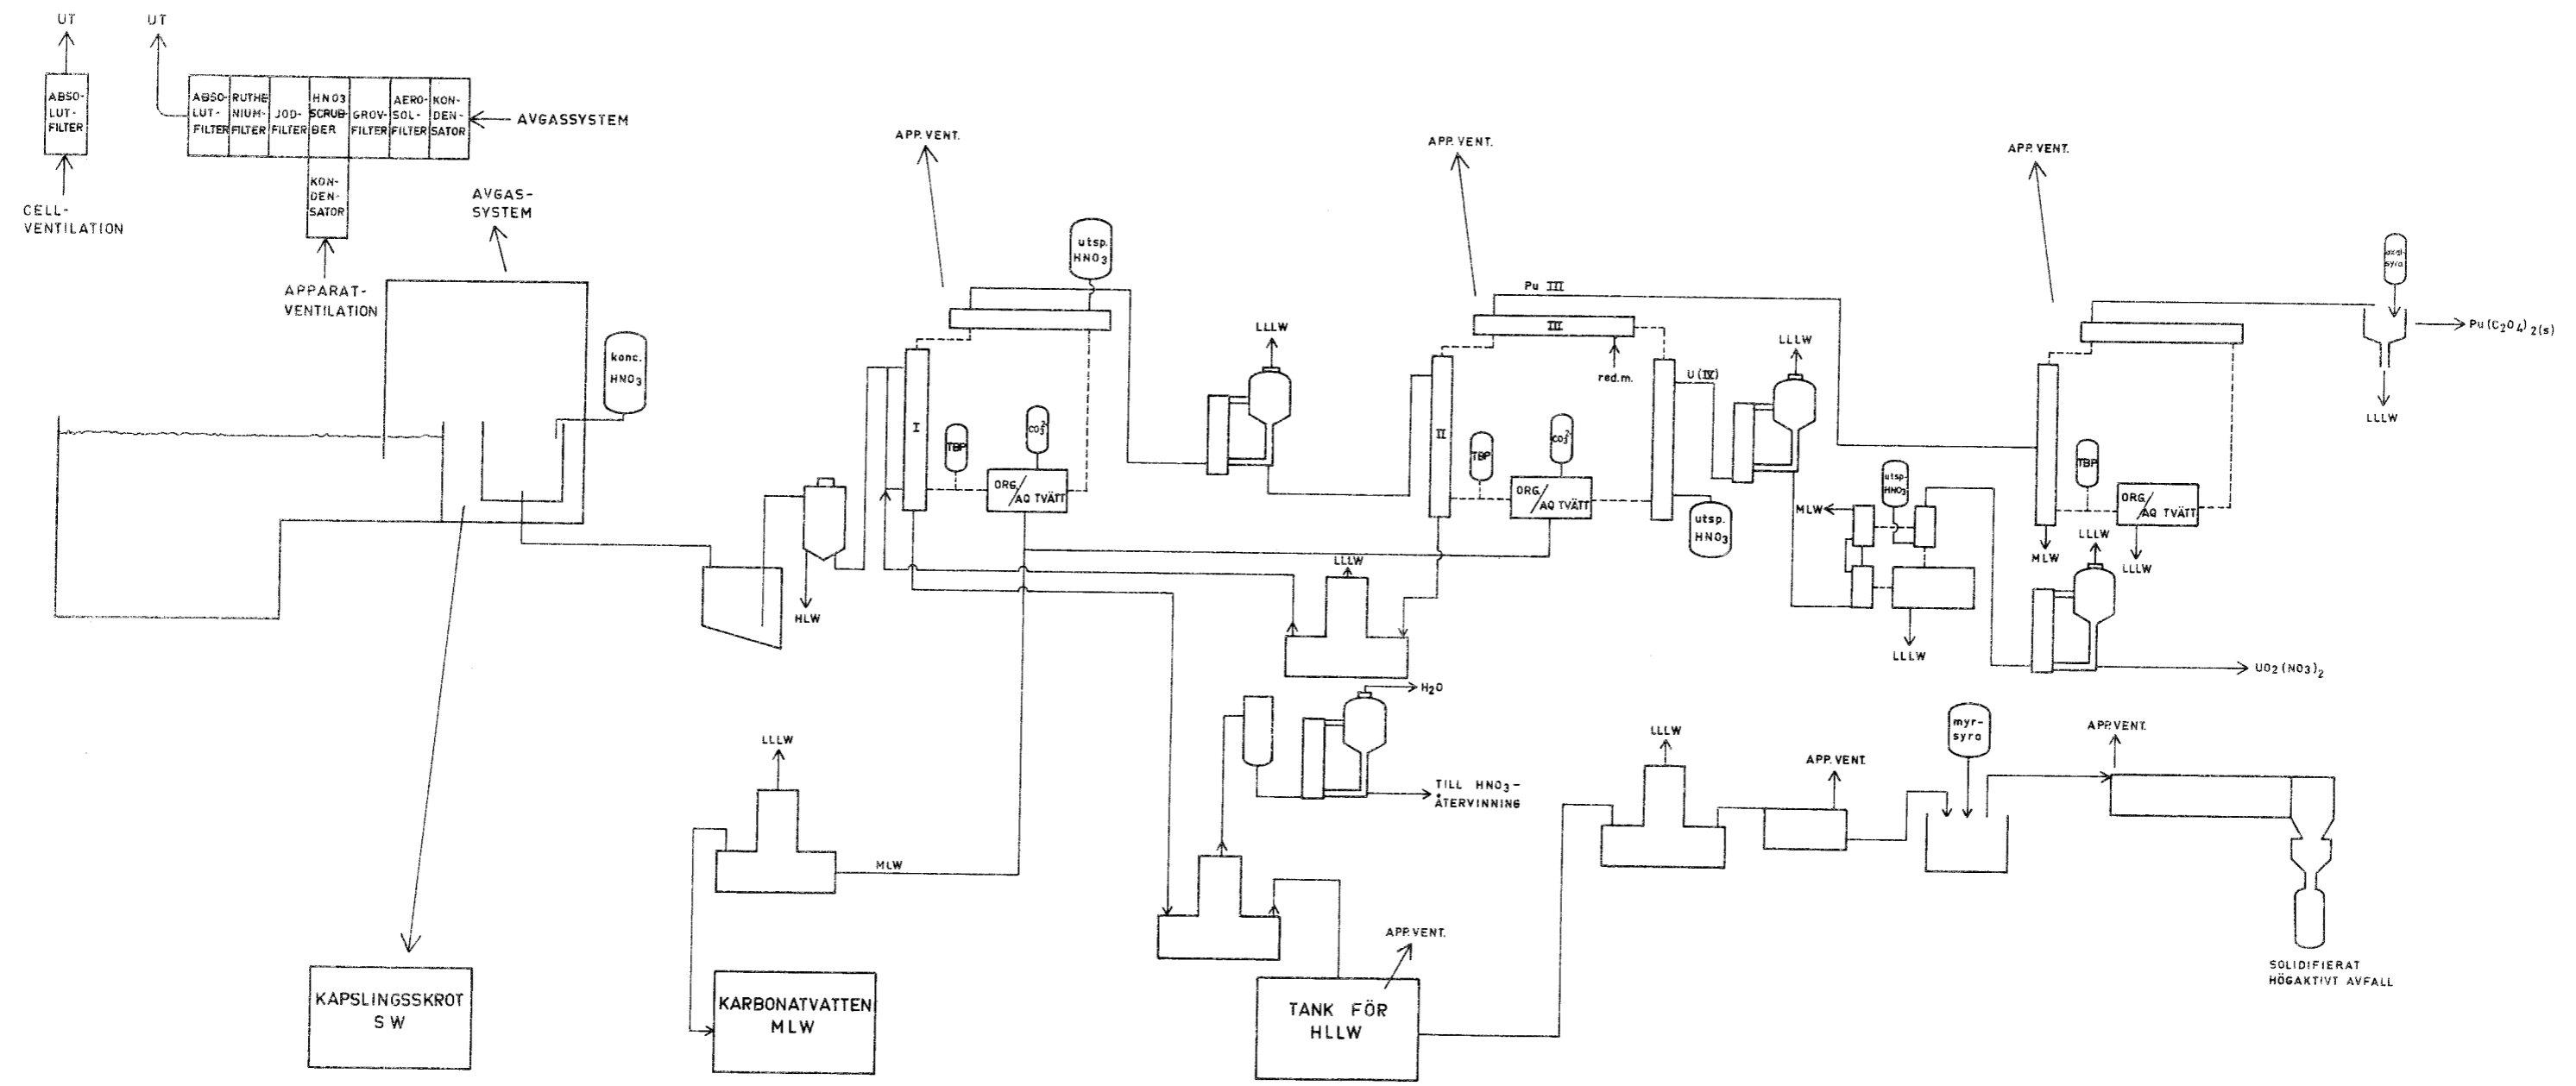 UT
UT
ABSO-
LUT-
FILTER
CELL-
VENTILATION
ABSO-
LUT-
FILTER
RUTHE
NIUM-
FILTER
JOD-
FILTER
HNO3
SCRUB
BER
GROV-
FILTER
AERO-
SOL-
FILTER
KON-
DEN-
SATOR
AVGASSYSTEM
KON-
DEN-
SATOR
APPARAT-
VENTILATION
AVGAS-
SYSTEM
konc.
HNO3
APP. VENT.
utsp.
HNO3
I
TBP
CO3 2-
ORG/
AQ TVÄTT
HLW
LLLW
APP. VENT.
Pu III
III
red.m.
II
TBP
CO3 2-
ORG/
AQ TVÄTT
U (IV)
utsp.
HNO3
LLLW
utsp.
HNO3
MLW
LLLW
APP. VENT.
TBP
ORG/
AQ TVÄTT
MLW
LLLW
LLLW
oxal-
syra
Pu(C2O4)2(s)
LLLW
UO2(NO3)2
LLLW
H2O
TILL HNO3-
ÅTERVINNING
LLLW
MLW
LLLW
APP. VENT.
myr-
syra
APP. VENT.
SOLIDIFIERAT
HÖGAKTIVT AVFALL
KAPSLINGSSKROT
SW
KARBONATVATTEN
MLW
APP. VENT.
TANK FÖR
HLLW